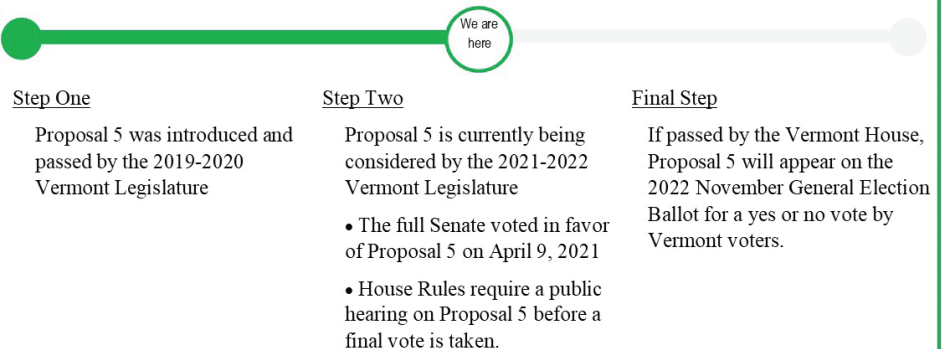 We are
here
Step One
Proposal 5 was introduced and
passed by the 2019-2020
Vermont Legislature
Step Two
Proposal 5 is currently being
considered by the 2021-2022
Vermont Legislature
• The full Senate voted in favor
of Proposal 5 on April 9, 2021
• House Rules require a public
hearing on Proposal 5 before a
final vote is taken.
Final Step
If passed by the Vermont House,
Proposal 5 will appear on the
2022 November General Election
Ballot for a yes or no vote by
Vermont voters.